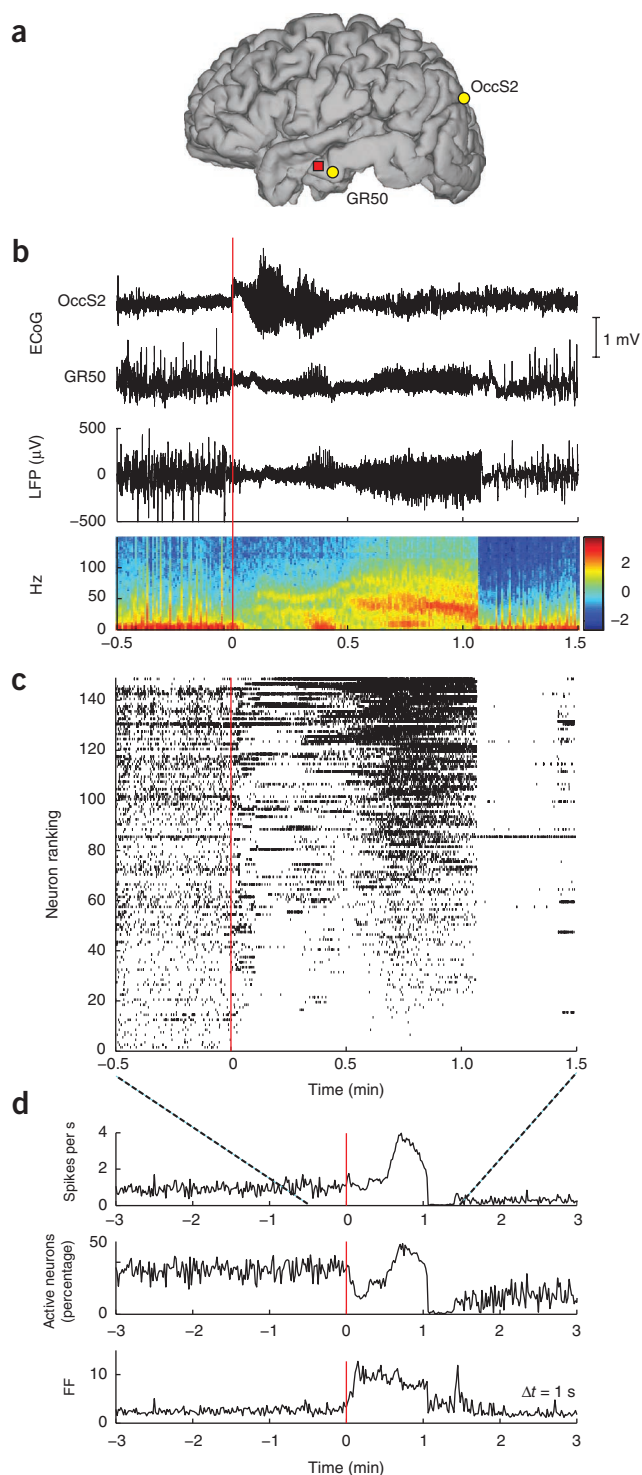 a
OccS2
GR50
b
OccS2
ECoG
1 mV
GR50
500
LFP (μV)
0
−500
Hz
100
50
0
2
0
−2
−0.5 0 0.5 1.0 1.5
c
140
120
100
80
60
40
20
0
Neuron ranking
−0.5 0 0.5 1.0 1.5
Time (min)
d
Spikes per s
4
2
0
−3 −2 −1 0 1 2 3
Active neurons
(percentage)
50
0
−3 −2 −1 0 1 2 3
FF
10
0
Δt = 1 s
−3 −2 −1 0 1 2 3
Time (min)